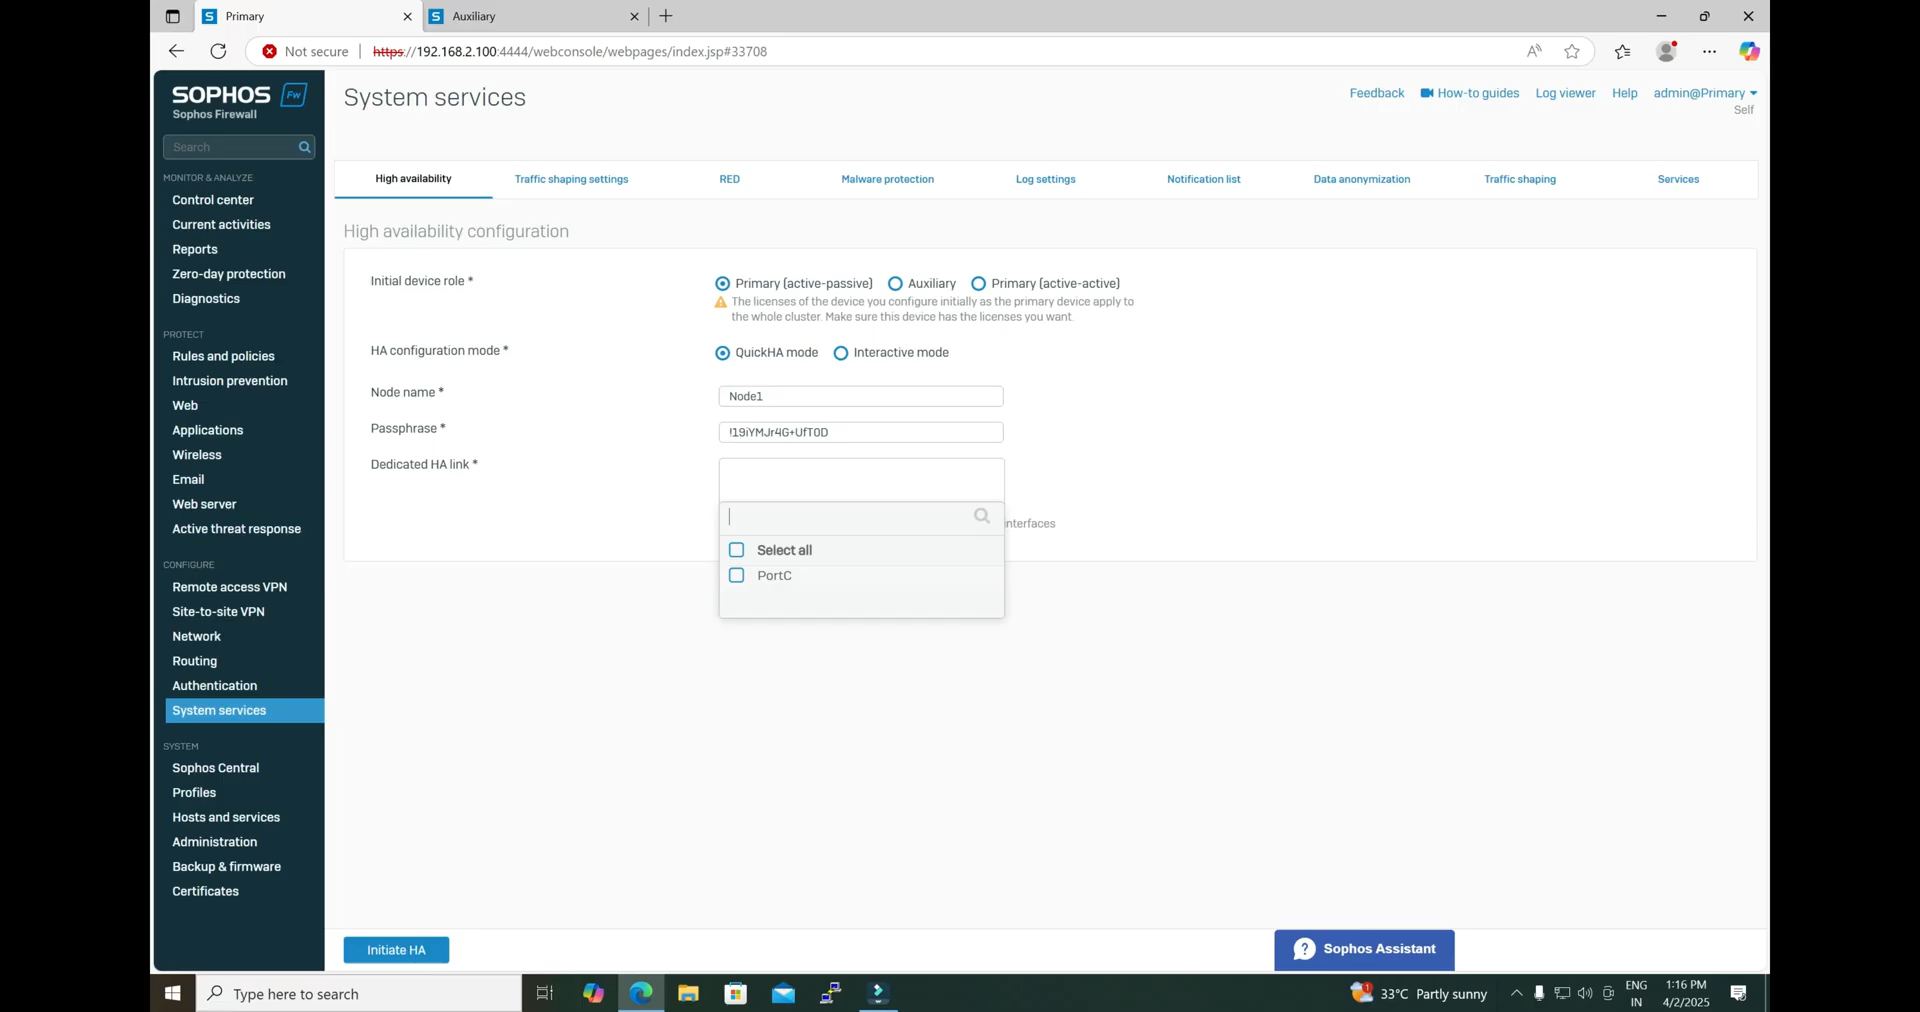 Primary
Auxiliary
Not secure
https://192.168.2.100:4444/webconsole/webpages/index.jsp#33708
SOPHOS Fw
Sophos Firewall
Search
MONITOR & ANALYZE
Control center
Current activities
Reports
Zero-day protection
Diagnostics
PROTECT
Rules and policies
Intrusion prevention
Web
Applications
Wireless
Email
Web server
Active threat response
CONFIGURE
Remote access VPN
Site-to-site VPN
Network
Routing
Authentication
System services
SYSTEM
Sophos Central
Profiles
Hosts and services
Administration
Backup & firmware
Certificates
System services
Feedback How-to guides Log viewer Help admin@Primary
Self
High availability Traffic shaping settings RED Malware protection Log settings Notification list Data anonymization Traffic shaping Services
High availability configuration
Initial device role * Primary (active-passive) Auxiliary Primary (active-active)
The licenses of the device you configure initially as the primary device apply to
the whole cluster. Make sure this device has the licenses you want.
HA configuration mode * QuickHA mode Interactive mode
Node name * Node1
Passphrase * !19iYMJr4G+UfT0D
Dedicated HA link *
nterfaces
Select all
PortC
Initiate HA
? Sophos Assistant
Type here to search
1 33°C Partly sunny
ENG
IN
1:16 PM
4/2/2025